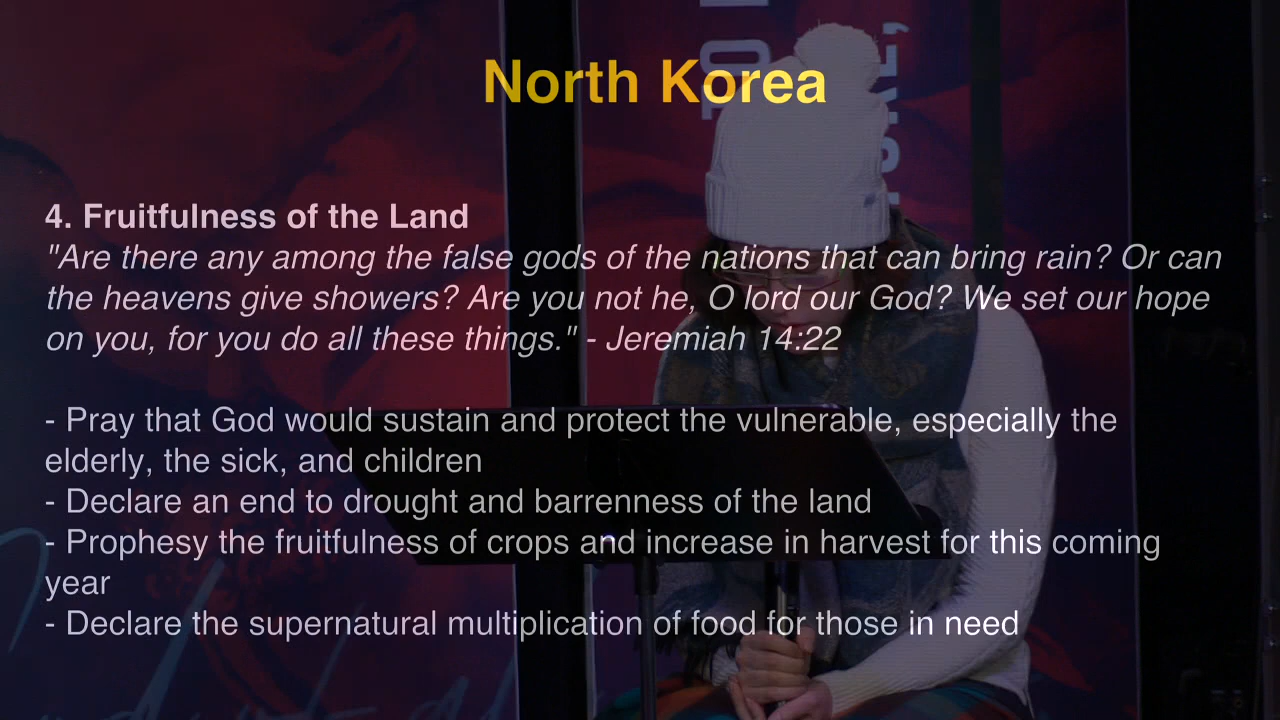 North Korea
4. Fruitfulness of the Land
"Are there any among the false gods of the nations that can bring rain? Or can
the heavens give showers? Are you not he, O lord our God? We set our hope
on you, for you do all these things." - Jeremiah 14:22
- Pray that God would sustain and protect the vulnerable, especially the
elderly, the sick, and children
- Declare an end to drought and barrenness of the land
- Prophesy the fruitfulness of crops and increase in harvest for this coming
year
- Declare the supernatural multiplication of food for those in need